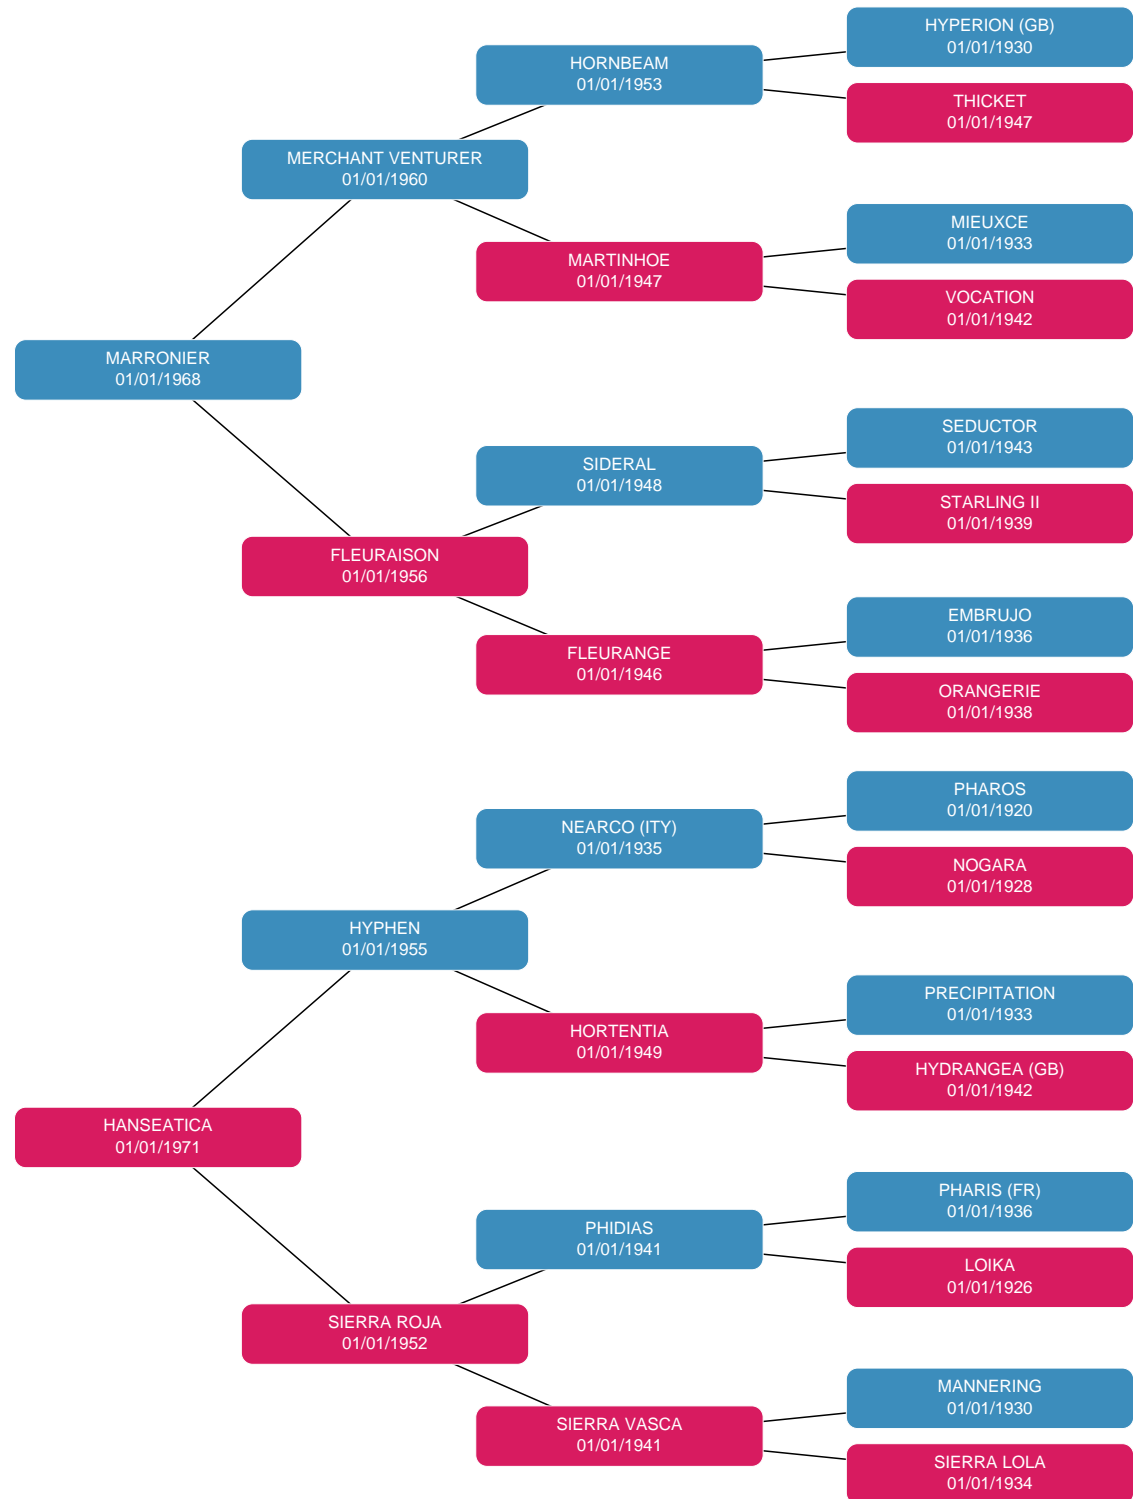 HYPERION (GB)
01/01/1930
HORNBEAM
01/01/1953
THICKET
01/01/1947
MERCHANT VENTURER
01/01/1960
MIEUXCE
01/01/1933
MARTINHOE
01/01/1947
VOCATION
01/01/1942
MARRONIER
01/01/1968
SEDUCTOR
01/01/1943
SIDERAL
01/01/1948
STARLING II
01/01/1939
FLEURAISON
01/01/1956
EMBRUJO
01/01/1936
FLEURANGE
01/01/1946
ORANGERIE
01/01/1938
PHAROS
01/01/1920
NEARCO (ITY)
01/01/1935
NOGARA
01/01/1928
HYPHEN
01/01/1955
PRECIPITATION
01/01/1933
HORTENTIA
01/01/1949
HYDRANGEA (GB)
01/01/1942
HANSEATICA
01/01/1971
PHARIS (FR)
01/01/1936
PHIDIAS
01/01/1941
LOIKA
01/01/1926
SIERRA ROJA
01/01/1952
MANNERING
01/01/1930
SIERRA VASCA
01/01/1941
SIERRA LOLA
01/01/1934